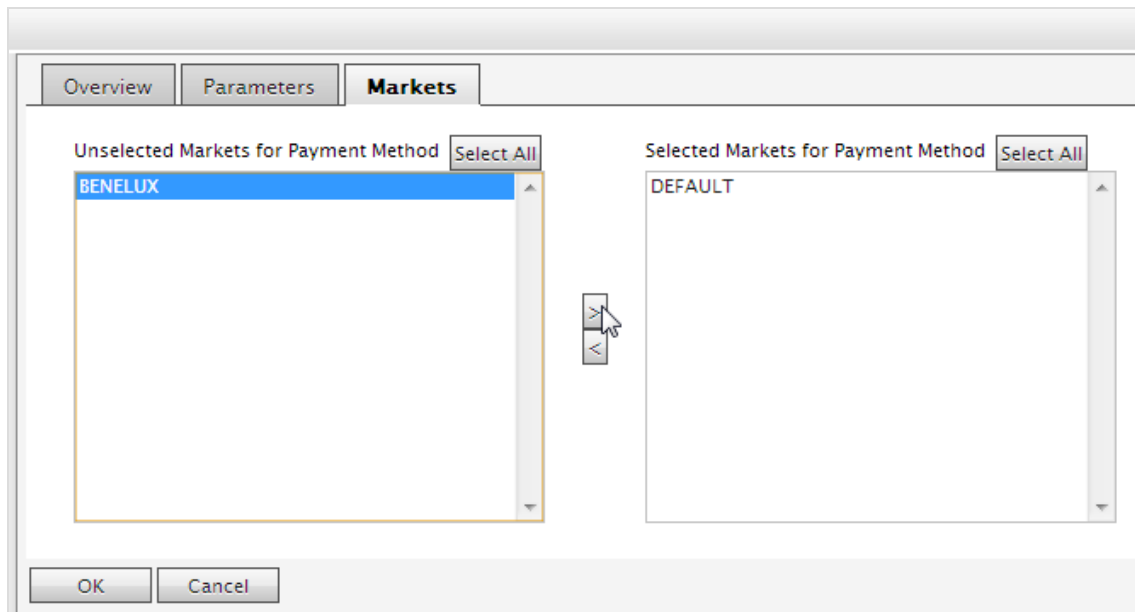 Overview Parameters Markets
Unselected Markets for Payment Method Select All
Selected Markets for Payment Method Select All
BENELUX
DEFAULT
>
<
OK Cancel